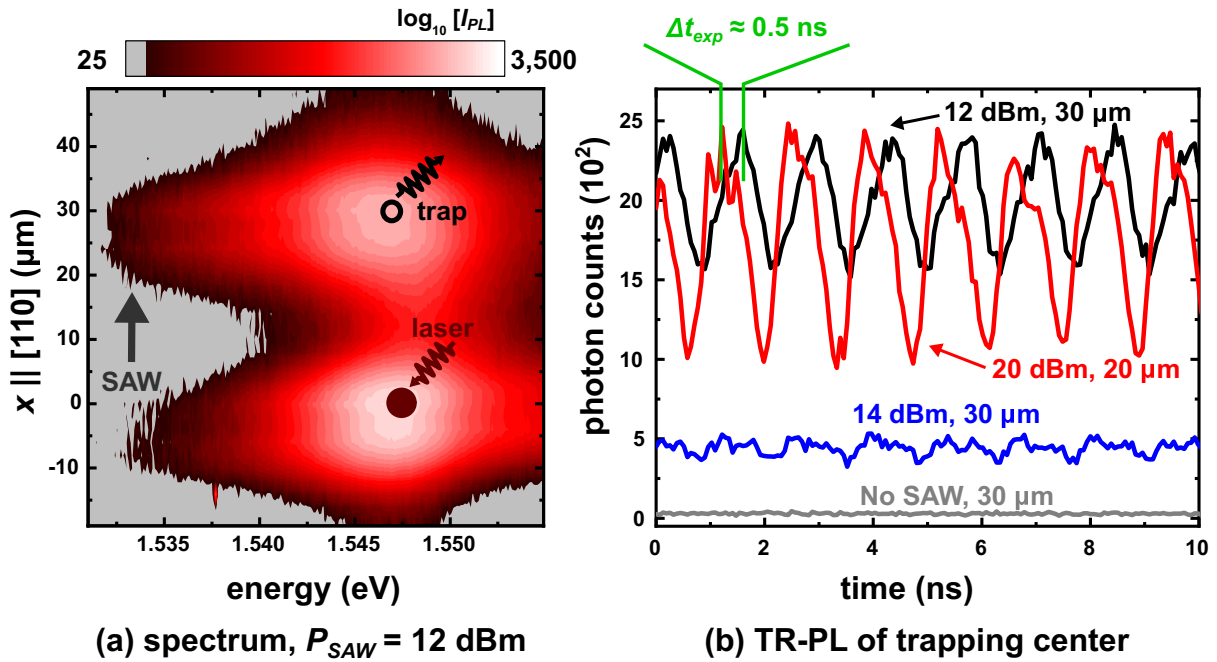 log₁₀ [I_PL]
25
3,500
40
30
20
10
0
-10
x || [110] (µm)
trap
laser
SAW
1.535
1.540
1.545
1.550
energy (eV)
(a) spectrum, P_SAW = 12 dBm
Δt_exp ≈ 0.5 ns
12 dBm, 30 µm
20 dBm, 20 µm
14 dBm, 30 µm
No SAW, 30 µm
25
20
15
10
5
0
photon counts (10²)
0
2
4
6
8
10
time (ns)
(b) TR-PL of trapping center